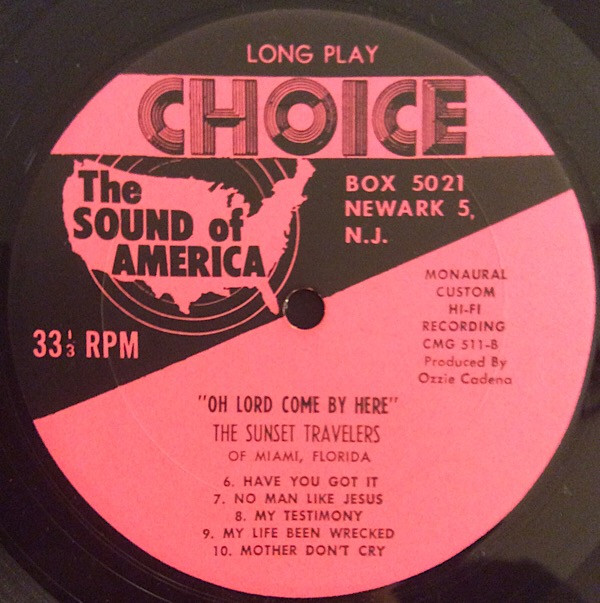 LONG PLAY
CHOICE
The
SOUND of
AMERICA
BOX 5021
NEWARK 5,
N.J.
33 1/3 RPM
MONAURAL
CUSTOM
HI-FI
RECORDING
CMG 511-B
Produced By
Ozzie Cadena
"OH LORD COME BY HERE"
THE SUNSET TRAVELERS
OF MIAMI, FLORIDA
6. HAVE YOU GOT IT
7. NO MAN LIKE JESUS
8. MY TESTIMONY
9. MY LIFE BEEN WRECKED
10. MOTHER DON'T CRY